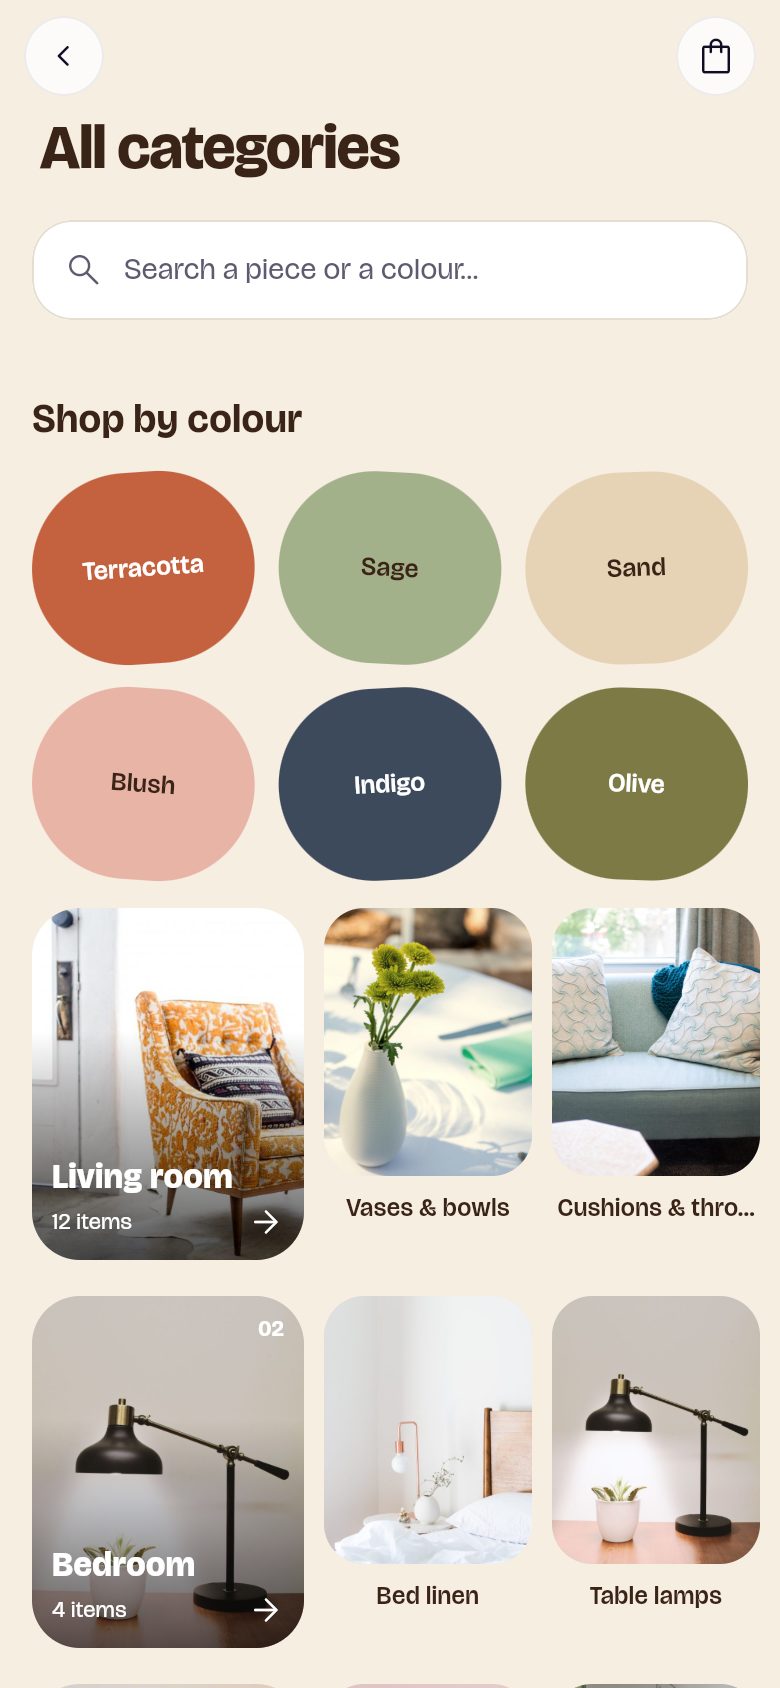 All categories
Search a piece or a colour...
Shop by colour
Terracotta
Sage
Sand
Blush
Indigo
Olive
Living room
12 items
Vases & bowls
Cushions & thro...
02
Bedroom
4 items
Bed linen
Table lamps